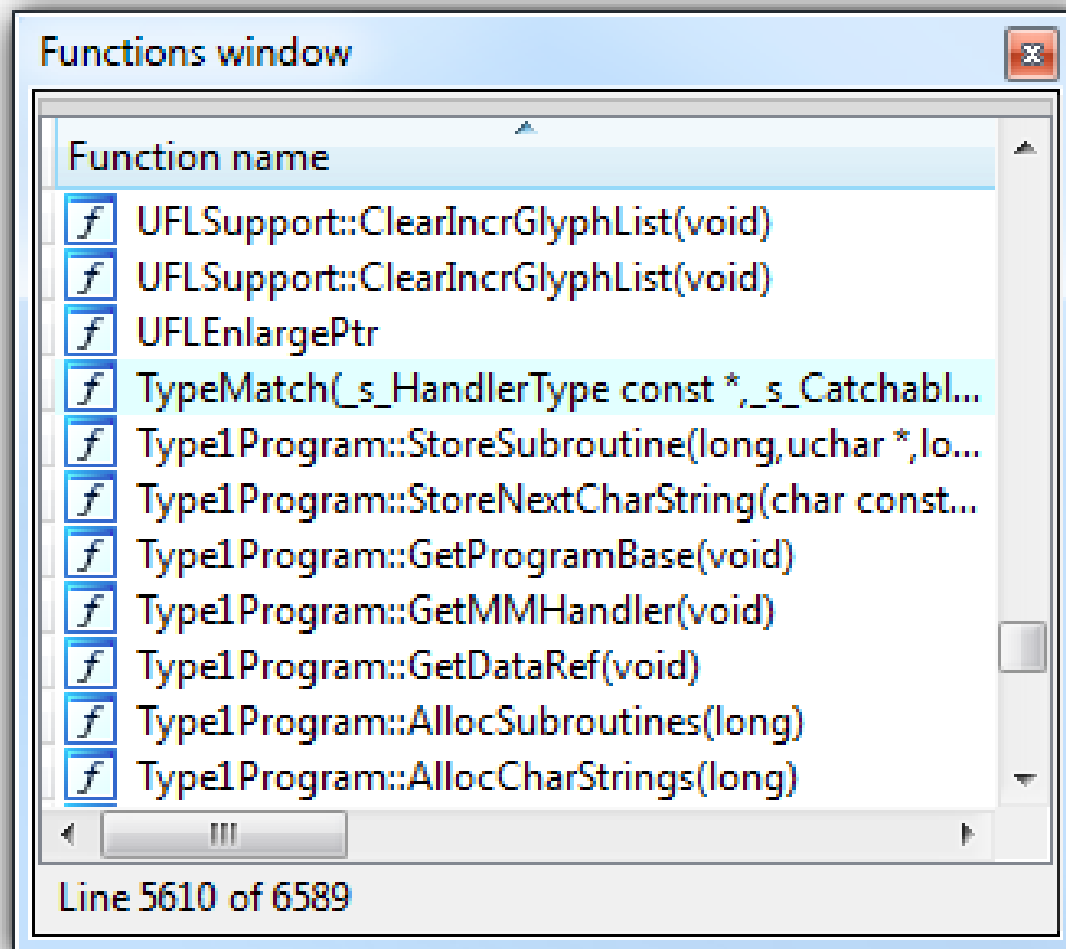 Functions window
Function name
f UFLSupport::ClearIncrGlyphList(void)
f UFLSupport::ClearIncrGlyphList(void)
f UFLEnlargePtr
f TypeMatch(_s_HandlerType const *,_s_Catchabl...
f Type1Program::StoreSubroutine(long,uchar *,lo...
f Type1Program::StoreNextCharString(char const...
f Type1Program::GetProgramBase(void)
f Type1Program::GetMMHandler(void)
f Type1Program::GetDataRef(void)
f Type1Program::AllocSubroutines(long)
f Type1Program::AllocCharStrings(long)
Line 5610 of 6589